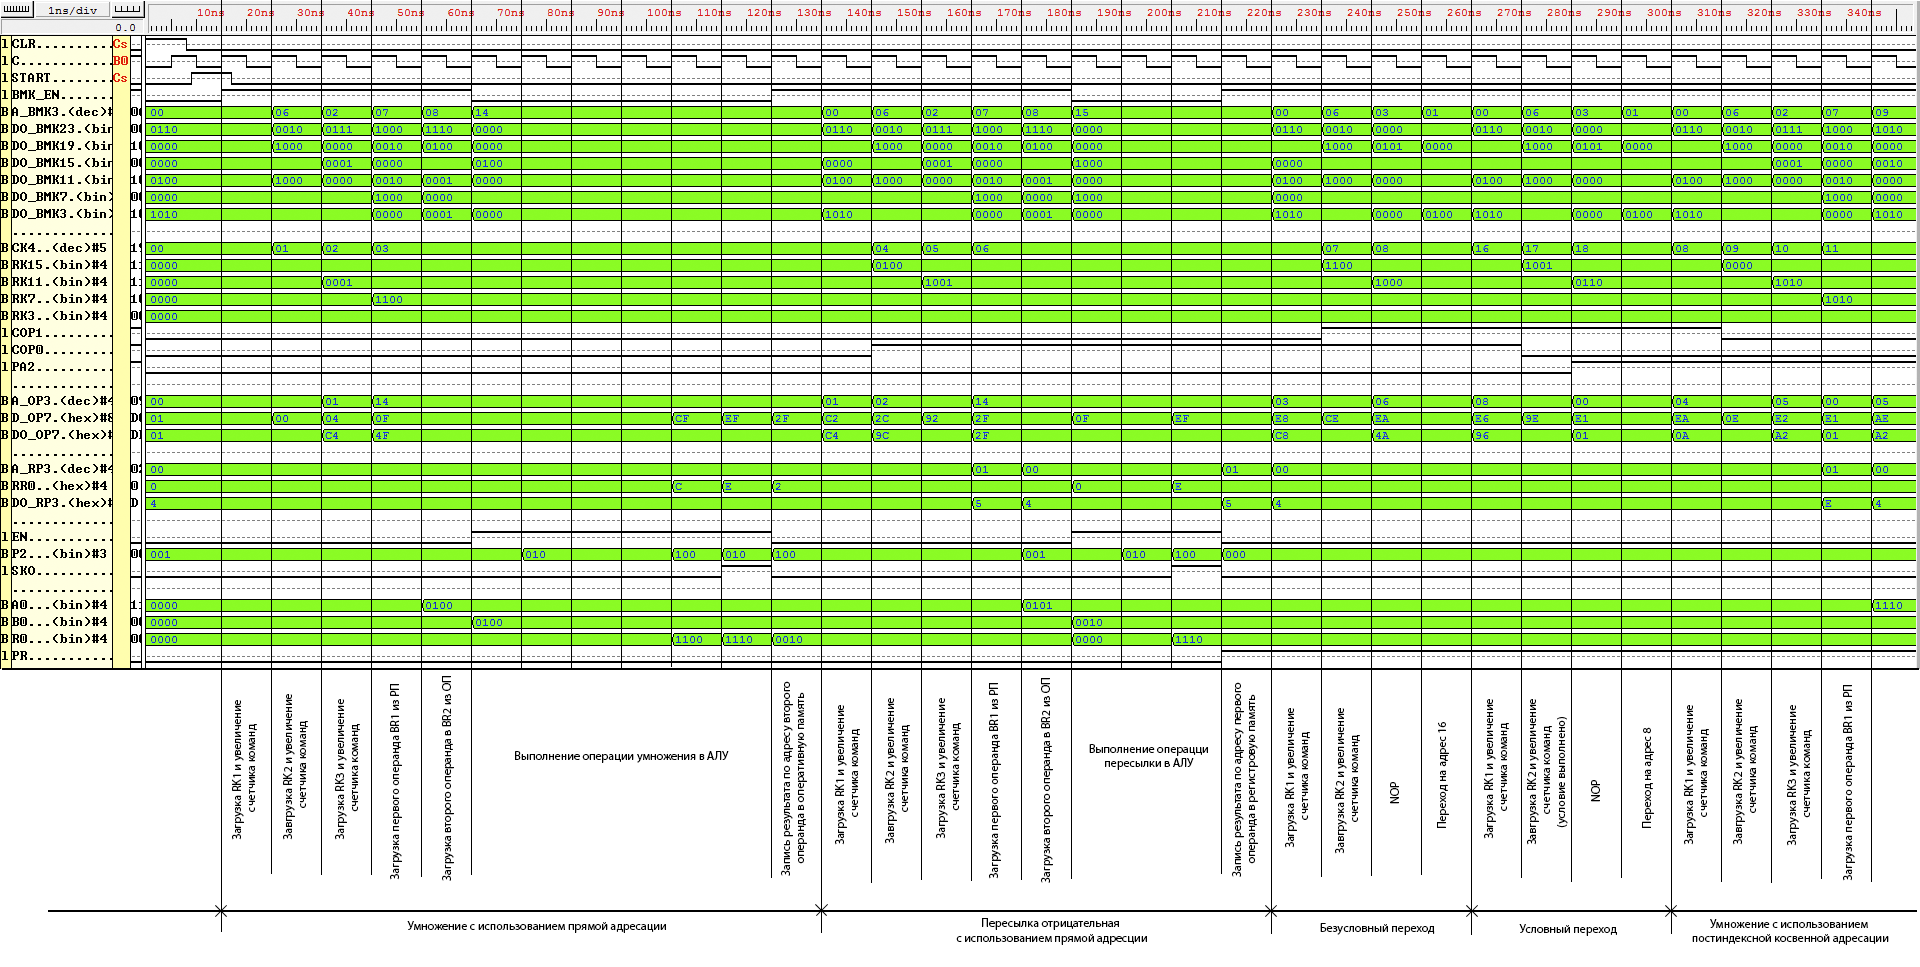 1ns/div
0.0
10ns 20ns 30ns 40ns 50ns 60ns 70ns 80ns 90ns 100ns 110ns 120ns 130ns 140ns 150ns 160ns 170ns 180ns 190ns 200ns 210ns 220ns 230ns 240ns 250ns 260ns 270ns 280ns 290ns 300ns 310ns 320ns 330ns 340ns
1 CLR.......... Cs
1 C............ B0
1 START........ Cs
1 BMK_EN.......
B A_BMK3.(dec)# 00 06 02 07 08 14 00 06 02 07 08 15 00 06 03 01 00 06 03 01 00 06 02 07 09
B DO_BMK23.(bin 0110 0010 0111 1000 1110 0000 0110 0010 0111 1000 1110 0000 0110 0010 0000 0110 0010 0000 0110 0010 0111 1000 1010
B DO_BMK19.(bin 0000 1000 0000 0010 0100 0000 1000 0000 0010 0100 0000 1000 0101 0000 1000 0101 0000 1000 0000 0010 0000
B DO_BMK15.(bin 0000 0001 0000 0100 0000 0001 0000 1000 0000 0001 0000 0010
B DO_BMK11.(bin 0100 1000 0000 0010 0001 0000 0100 1000 0000 0010 0001 0000 0100 1000 0000 0100 1000 0000 0100 1000 0000 0010 0000
B DO_BMK7.(bin) 0000 1000 0000 1000 0000 1000 0000 1000 0000
B DO_BMK3.(bin) 1010 0000 0001 0000 1010 0000 0001 0000 1010 0000 0100 1010 0000 0100 1010 0000 1010
B CK4..(dec)#5 00 01 02 03 04 05 06 07 08 16 17 18 08 09 10 11
B RK15.(bin)#4 0000 0100 1100 1001 0000
B RK11.(bin)#4 0000 0001 1001 1000 0110 1010
B RK7..(bin)#4 0000 1100 1010
B RK3..(bin)#4 0000
1 COP1.........
1 COP0.........
1 PA2..........
B A_OP3.(dec)#4 00 01 14 01 02 14 03 06 08 00 04 05 00 05
B D_OP7.(hex)#8 01 00 04 0F CF EF 2F C2 2C 92 2F 0F EF E8 CE EA E6 9E E1 EA 0E E2 E1 AE
B DO_OP7.(hex)# 01 C4 4F C4 9C 2F C8 4A 96 01 0A A2 01 A2
B A_RP3.(dec)#4 00 01 00 01 00 01 00
B RR0..(hex)#4 0 C E 2 0 E
B DO_RP3.(hex)# 4 5 4 5 4 E 4
1 EN...........
B P2...(bin)#3 001 010 100 010 100 001 010 100 000
1 SKO..........
B A0...(bin)#4 0000 0100 0101 1110
B B0...(bin)#4 0000 0100 0010
B R0...(bin)#4 0000 1100 1110 0010 0000 1110
1 PR...........
Загрузка RK1 и увеличение
счетчика команд
Завгрузка RK2 и увеличение
счетчика команд
Загрузка RK3 и увеличение
счетчика команд
Загрузка первого операнда BR1 из РП
Загрузка второго операнда в BR2 из ОП
Выполнение операции умножения в АЛУ
Запись результата по адресу второго
операнда в оперативную память
Загрузка RK1 и увеличение
счетчика команд
Завгрузка RK2 и увеличение
счетчика команд
Загрузка RK3 и увеличение
счетчика команд
Загрузка первого операнда BR1 из РП
Загрузка второго операнда в BR2 из ОП
Выполнение операцци
пересылки в АЛУ
Запись результата по адресу первого
операнда в регистровую память
Загрузка RK1 и увеличение
счетчика команд
Завгрузка RK2 и увеличение
счетчика команд
NOP
Переход на адрес 16
Загрузка RK1 и увеличение
счетчика команд
Завгрузка RK2 и увеличение
счетчика команд
(условие выполнено)
NOP
Переход на адрес 8
Загрузка RK1 и увеличение
счетчика команд
Завгрузка RK2 и увеличение
счетчика команд
Загрузка RK3 и увеличение
счетчика команд
Загрузка первого операнда BR1 из РП
Умножение с использованием прямой адресации
Пересылка отрицательная
с использованием прямой адресции
Безусловный переход
Условный переход
Умножение с использованием
постиндексной косвенной адресации